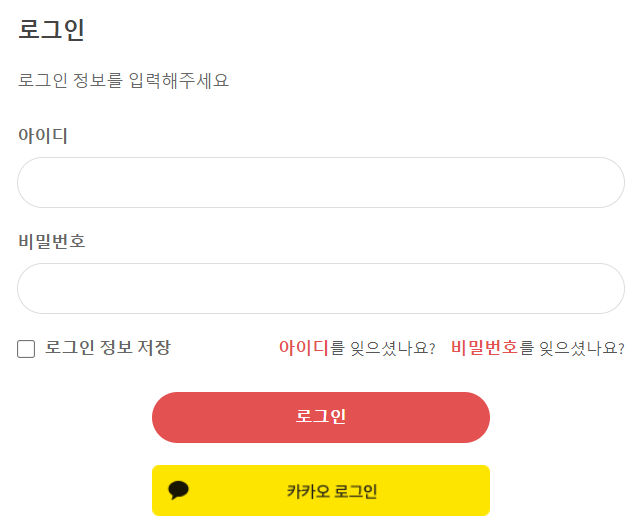 로그인
로그인 정보를 입력해주세요
아이디
비밀번호
로그인 정보 저장 아이디를 잊으셨나요? 비밀번호를 잊으셨나요?
로그인
카카오 로그인